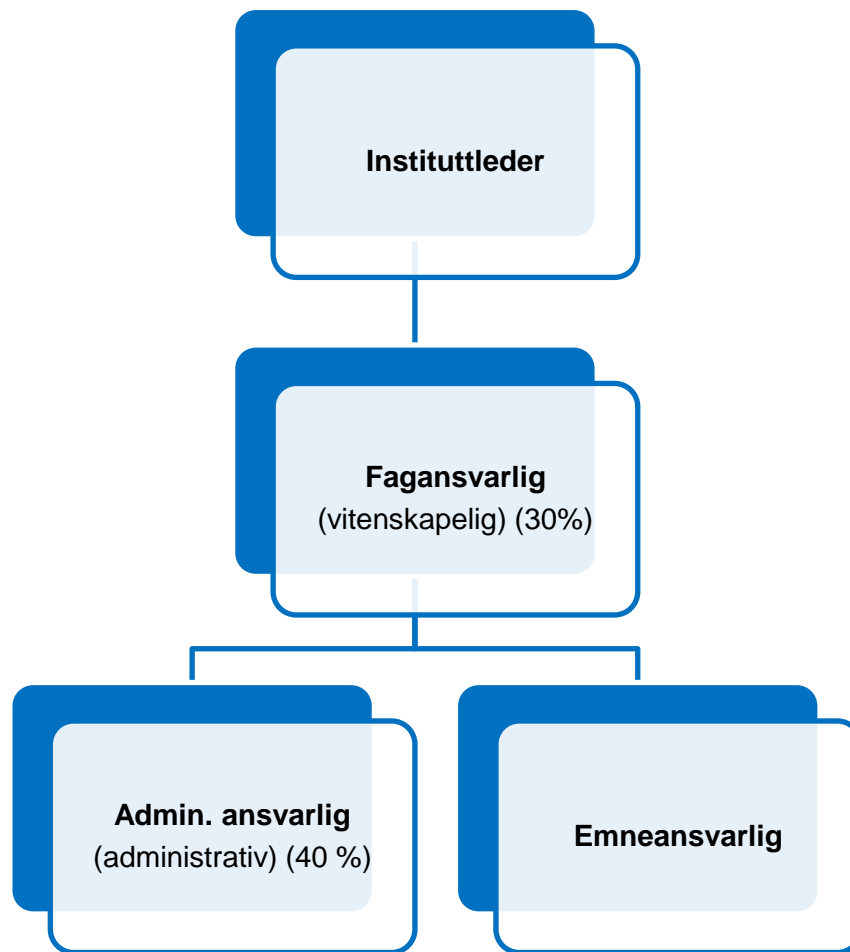 Instituttleder
Fagansvarlig
(vitenskapelig) (30%)
Admin. ansvarlig
(administrativ) (40 %)
Emneansvarlig